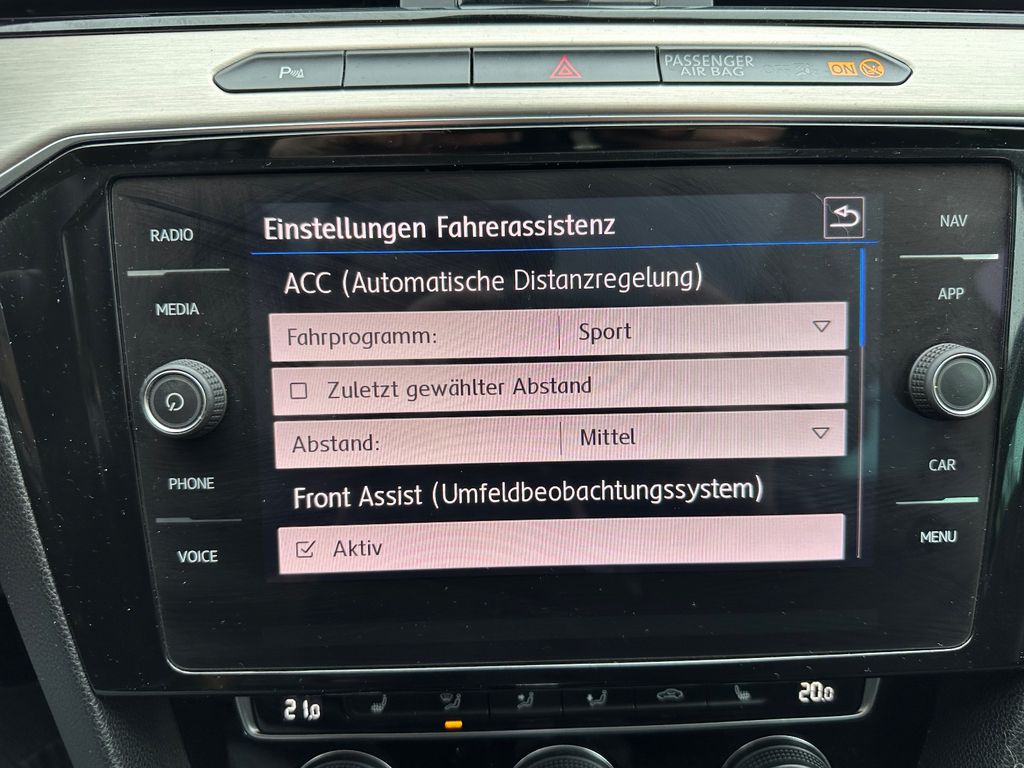 P
PASSENGER
AIR BAG
ON
Einstellungen Fahrerassistenz
ACC (Automatische Distanzregelung)
Fahrprogramm: Sport
Zuletzt gewählter Abstand
Abstand: Mittel
Front Assist (Umfeldbeobachtungssystem)
Aktiv
RADIO
MEDIA
PHONE
VOICE
NAV
APP
CAR
MENU
21.0
20.0